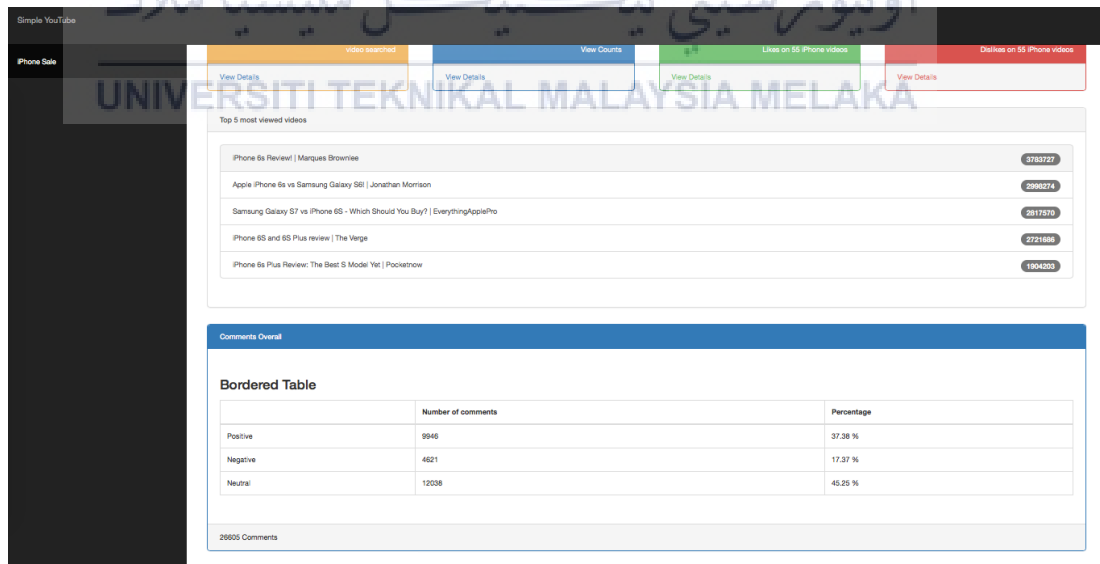 اونيورسيتي تيكنيكل مليسيا ملاك
Simple YouTube
iPhone Sale
video searched
View Counts
Likes on 55 iPhone videos
Dislikes on 55 iPhone videos
View Details
View Details
View Details
View Details
UNIVERSITI TEKNIKAL MALAYSIA MELAKA
Top 5 most viewed videos
iPhone 6s Review! | Marques Brownlee 3783727
Apple iPhone 6s vs Samsung Galaxy S6! | Jonathan Morrison 2998274
Samsung Galaxy S7 vs iPhone 6S - Which Should You Buy? | EverythingApplePro 2817570
iPhone 6S and 6S Plus review | The Verge 2721686
iPhone 6s Plus Review: The Best S Model Yet | Pocketnow 1904203
Comments Overall
Bordered Table
Number of comments Percentage
Positive 9946 37.38 %
Negative 4621 17.37 %
Neutral 12038 45.25 %
26605 Comments